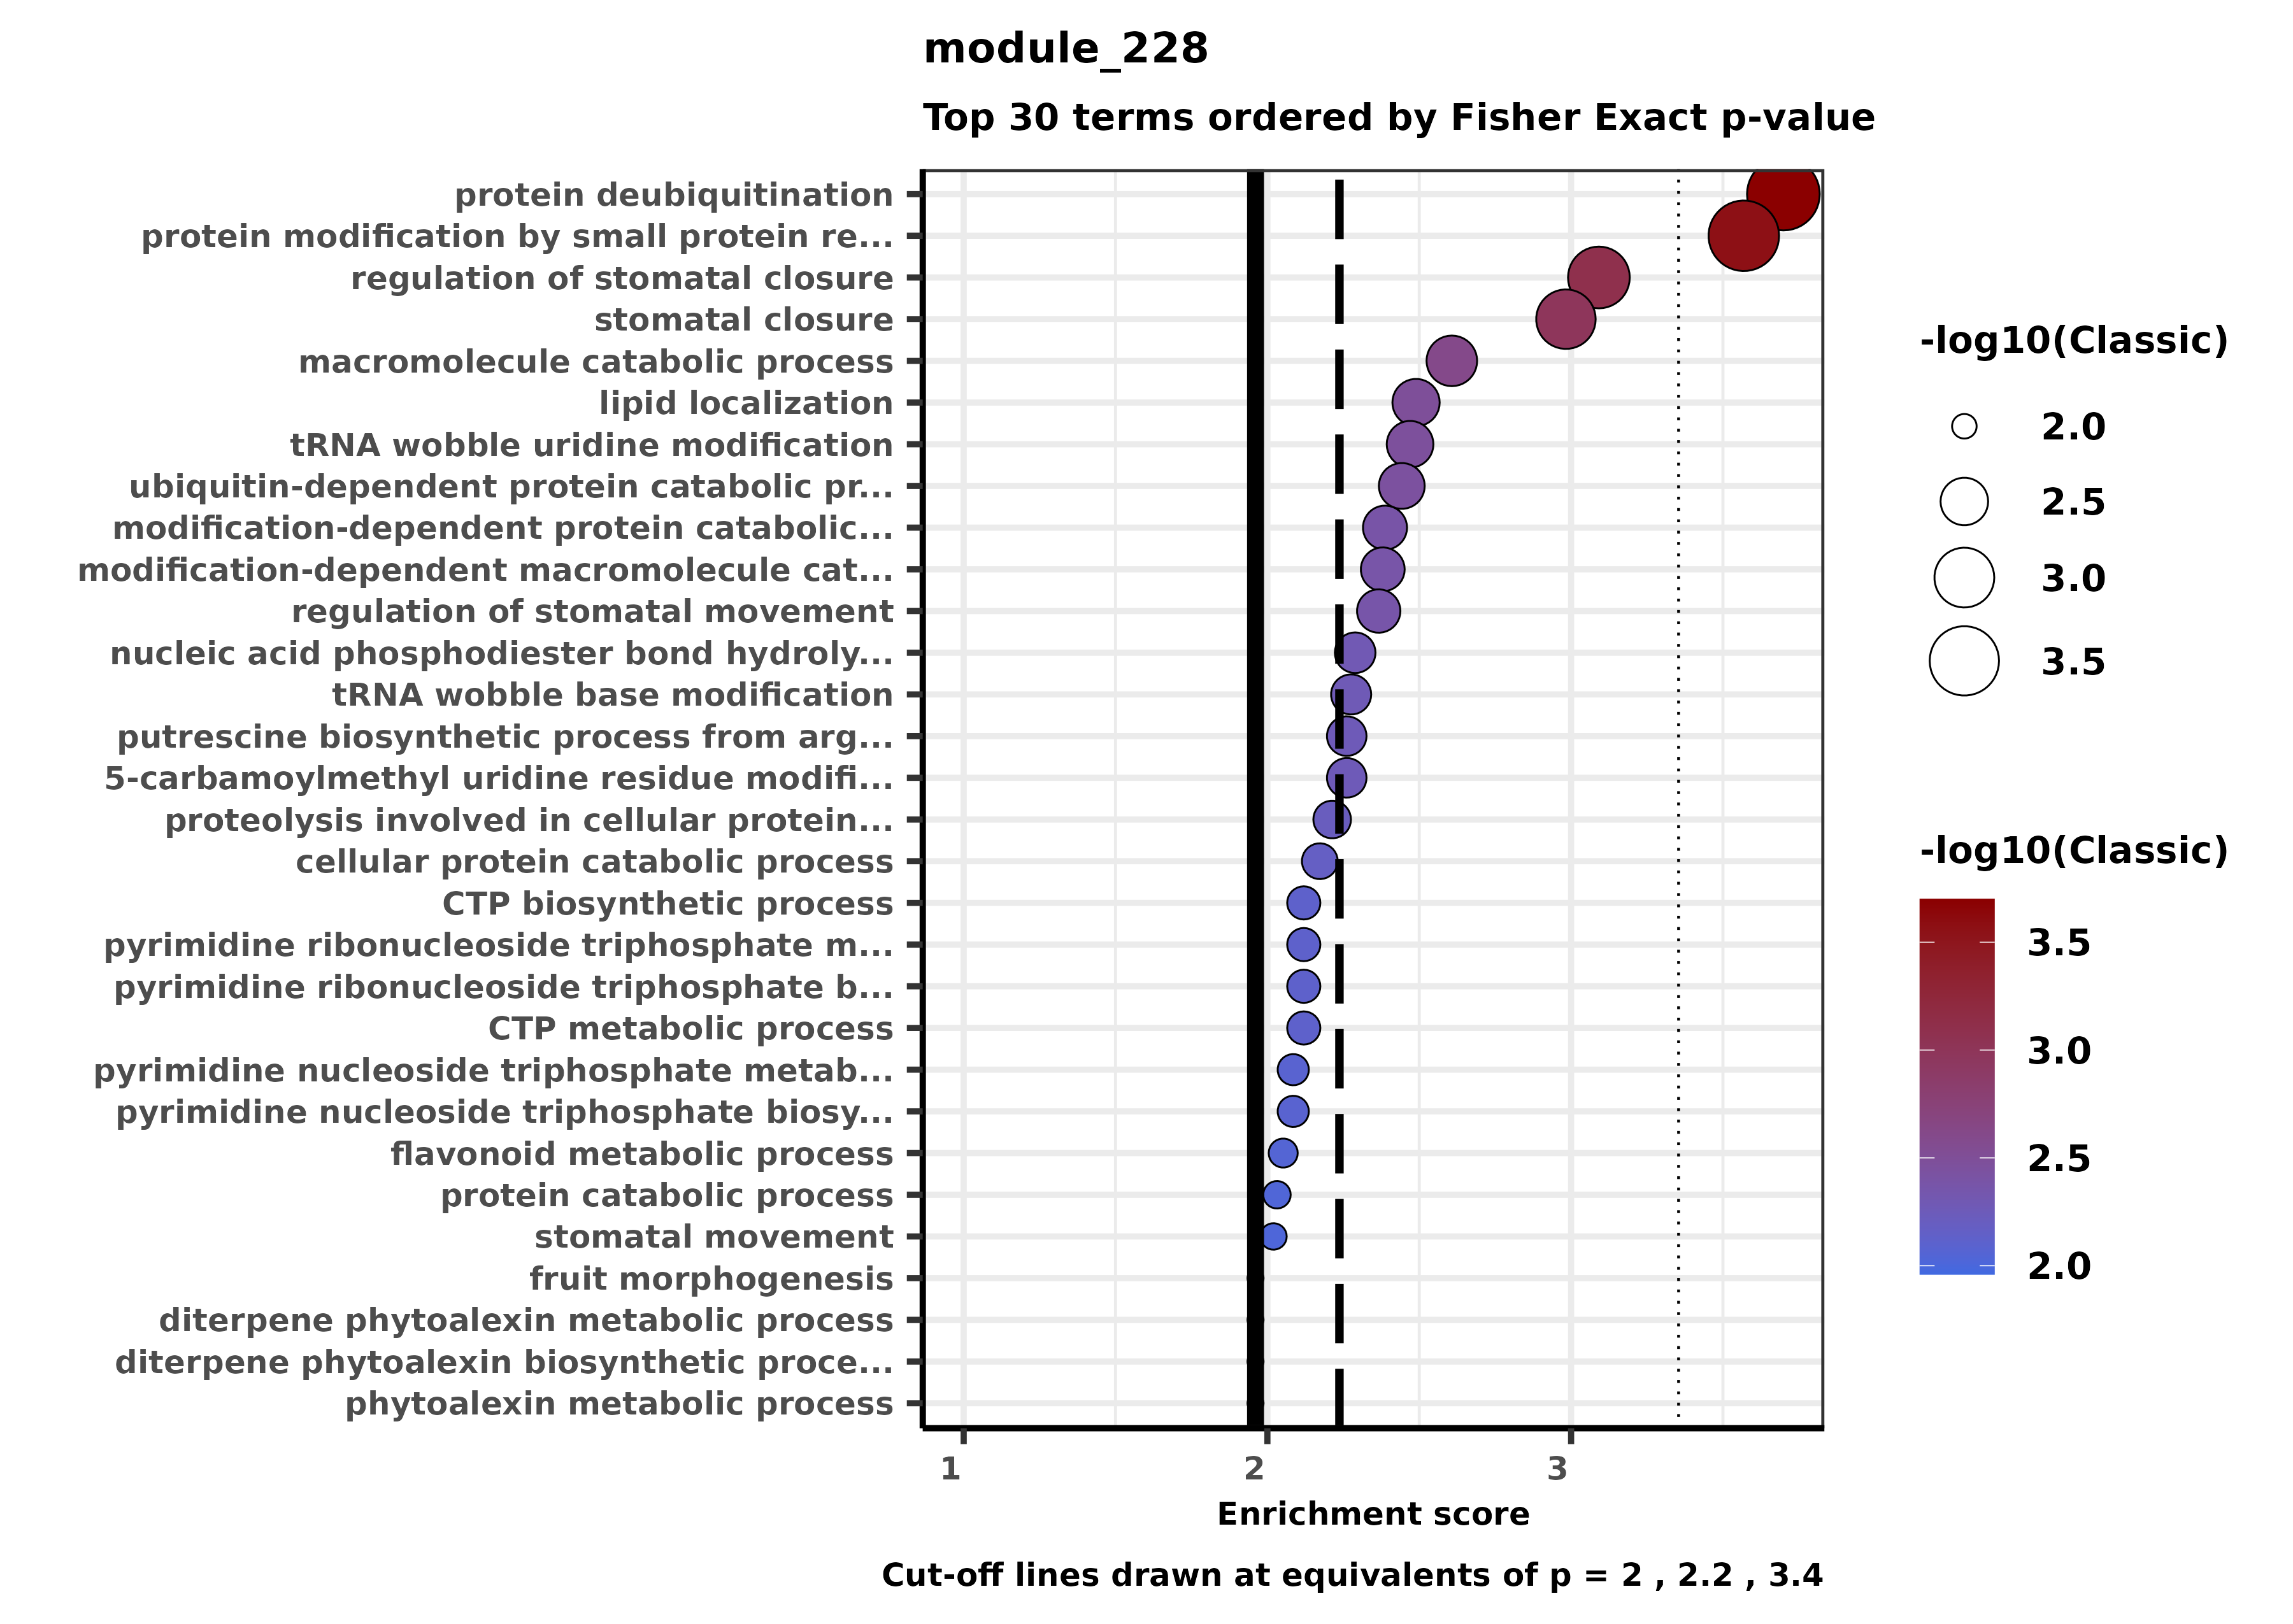 module_228
Top 30 terms ordered by Fisher Exact p-value
protein deubiquitination
protein modification by small protein re...
regulation of stomatal closure
stomatal closure
macromolecule catabolic process
lipid localization
tRNA wobble uridine modification
ubiquitin-dependent protein catabolic pr...
modification-dependent protein catabolic...
modification-dependent macromolecule cat...
regulation of stomatal movement
nucleic acid phosphodiester bond hydroly...
tRNA wobble base modification
putrescine biosynthetic process from arg...
5-carbamoylmethyl uridine residue modifi...
proteolysis involved in cellular protein...
cellular protein catabolic process
CTP biosynthetic process
pyrimidine ribonucleoside triphosphate m...
pyrimidine ribonucleoside triphosphate b...
CTP metabolic process
pyrimidine nucleoside triphosphate metab...
pyrimidine nucleoside triphosphate biosy...
flavonoid metabolic process
protein catabolic process
stomatal movement
fruit morphogenesis
diterpene phytoalexin metabolic process
diterpene phytoalexin biosynthetic proce...
phytoalexin metabolic process
1 2 3
Enrichment score
Cut-off lines drawn at equivalents of p = 2 , 2.2 , 3.4
-log10(Classic)
2.0
2.5
3.0
3.5
-log10(Classic)
3.5
3.0
2.5
2.0